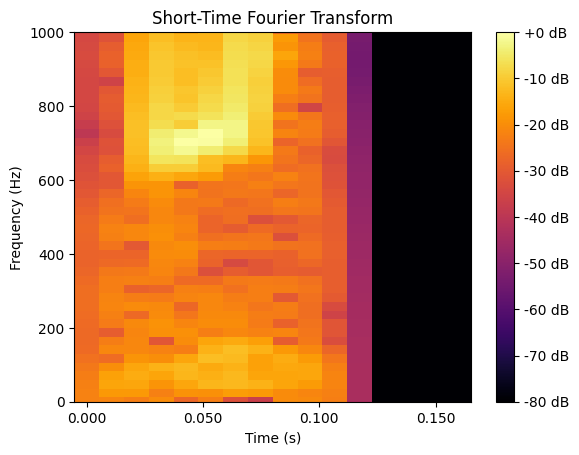 Short-Time Fourier Transform
1000
800
600
400
200
0
Frequency (Hz)
0.000
0.050
0.100
0.150
Time (s)
+0 dB
-10 dB
-20 dB
-30 dB
-40 dB
-50 dB
-60 dB
-70 dB
-80 dB